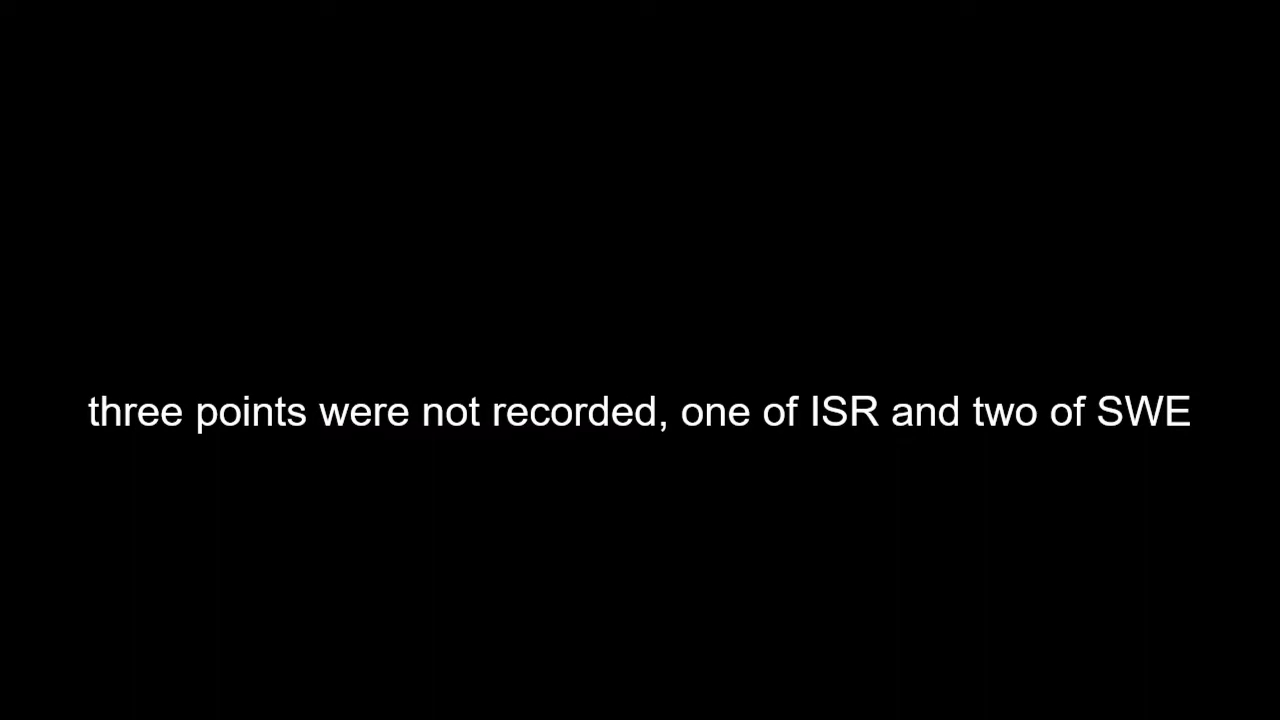 three points were not recorded, one of ISR and two of SWE